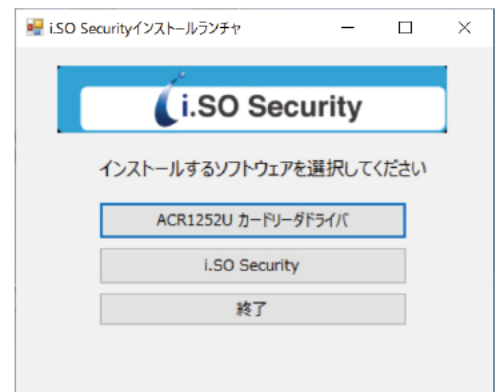 i.SO Securityインストールランチャ
i.SO Security
インストールするソフトウェアを選択してください
ACR1252U カードリーダドライバ
i.SO Security
終了